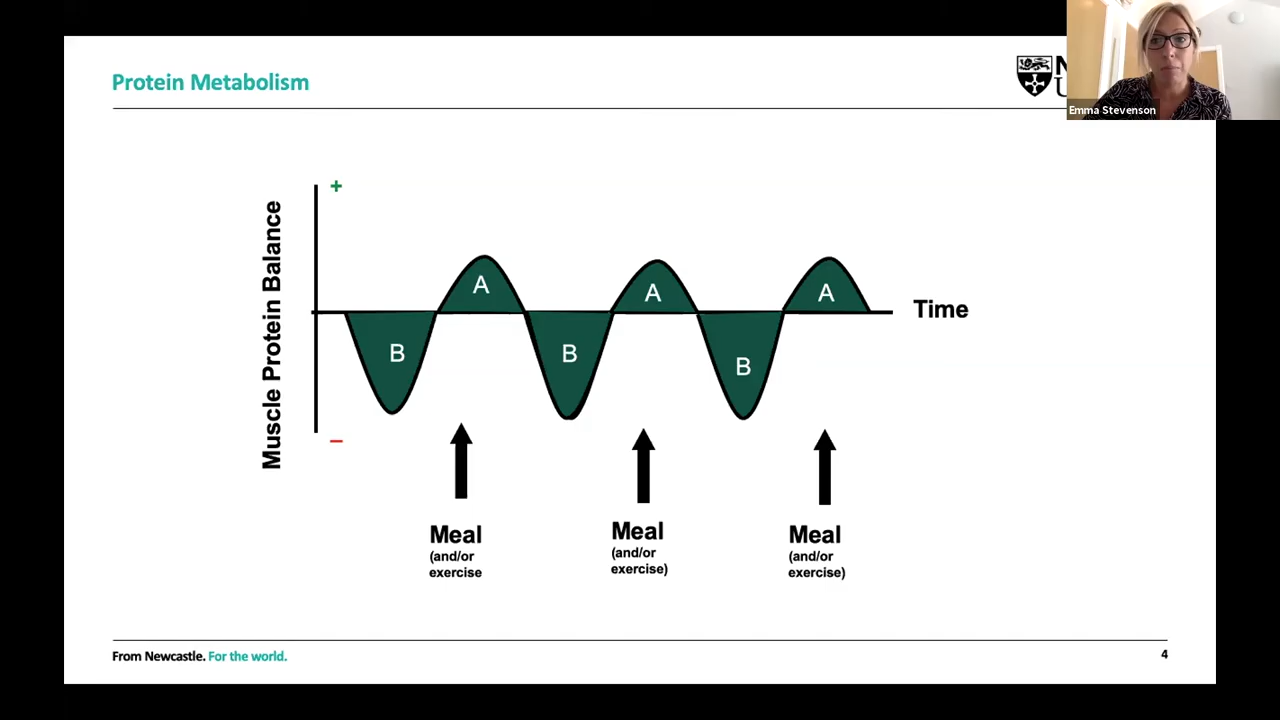 Protein Metabolism
Emma Stevenson
+
Muscle Protein Balance
A
A
A
Time
B
B
B
–
Meal
(and/or
exercise
Meal
(and/or
exercise)
Meal
(and/or
exercise)
From Newcastle. For the world.
4